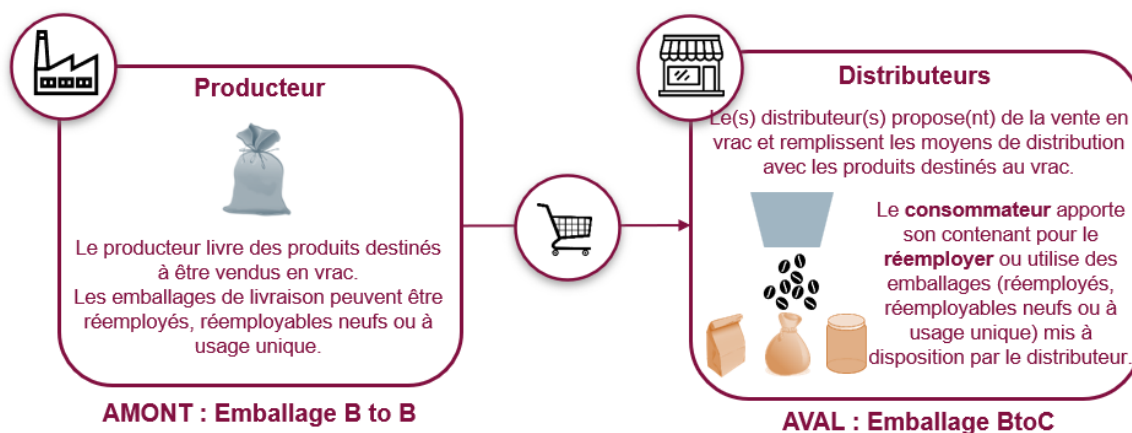 Producteur
Le producteur livre des produits destinés
à être vendus en vrac.
Les emballages de livraison peuvent être
réemployés, réemployables neufs ou à
usage unique.
AMONT : Emballage B to B
Distributeurs
Le(s) distributeur(s) propose(nt) de la vente en
vrac et remplissent les moyens de distribution
avec les produits destinés au vrac.
Le consommateur apporte
son contenant pour le
réemployer ou utilise des
emballages (réemployés,
réemployables neufs ou à
usage unique) mis à
disposition par le distributeur.
AVAL : Emballage BtoC